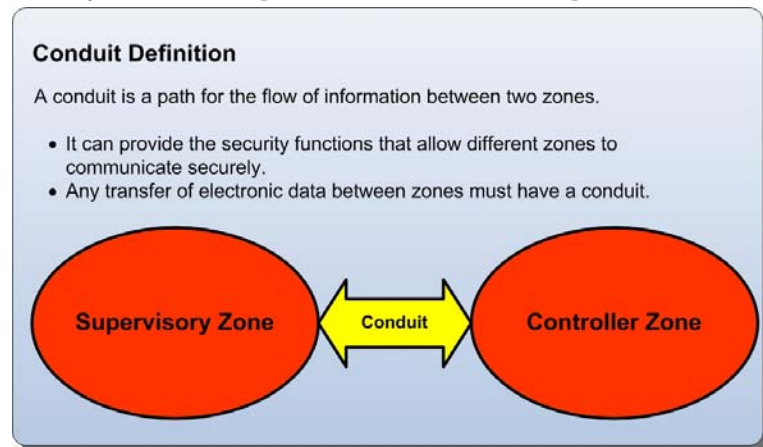 Conduit Definition
A conduit is a path for the flow of information between two zones.
• It can provide the security functions that allow different zones to
communicate securely.
• Any transfer of electronic data between zones must have a conduit.
Supervisory Zone
Conduit
Controller Zone